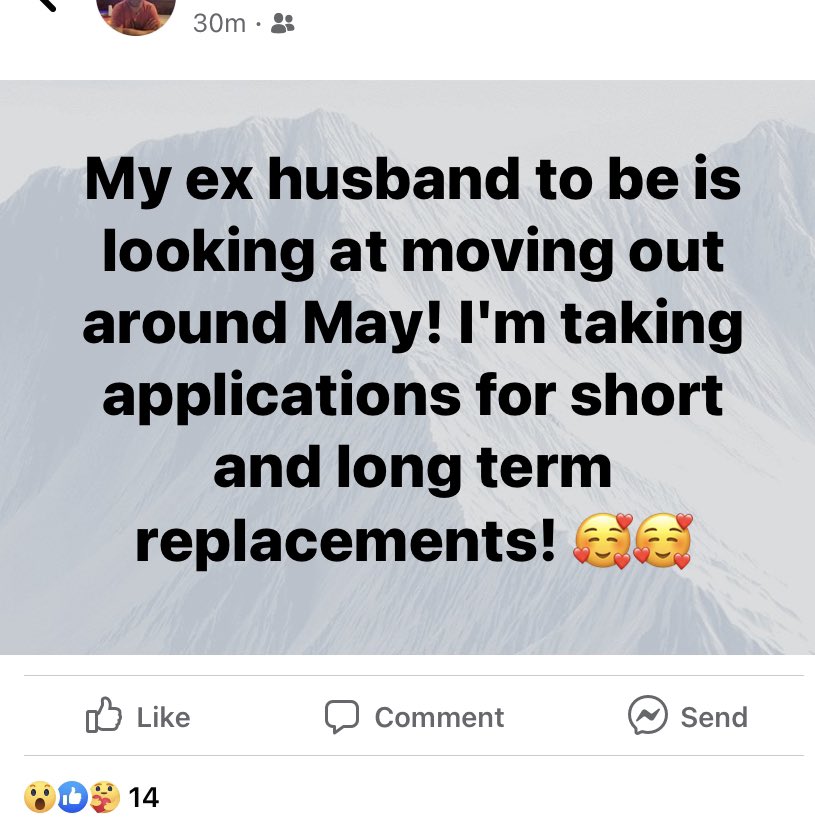 30m ·
My ex husband to be is
looking at moving out
around May! I'm taking
applications for short
and long term
replacements! 🥰🥰
Like
Comment
Send
14